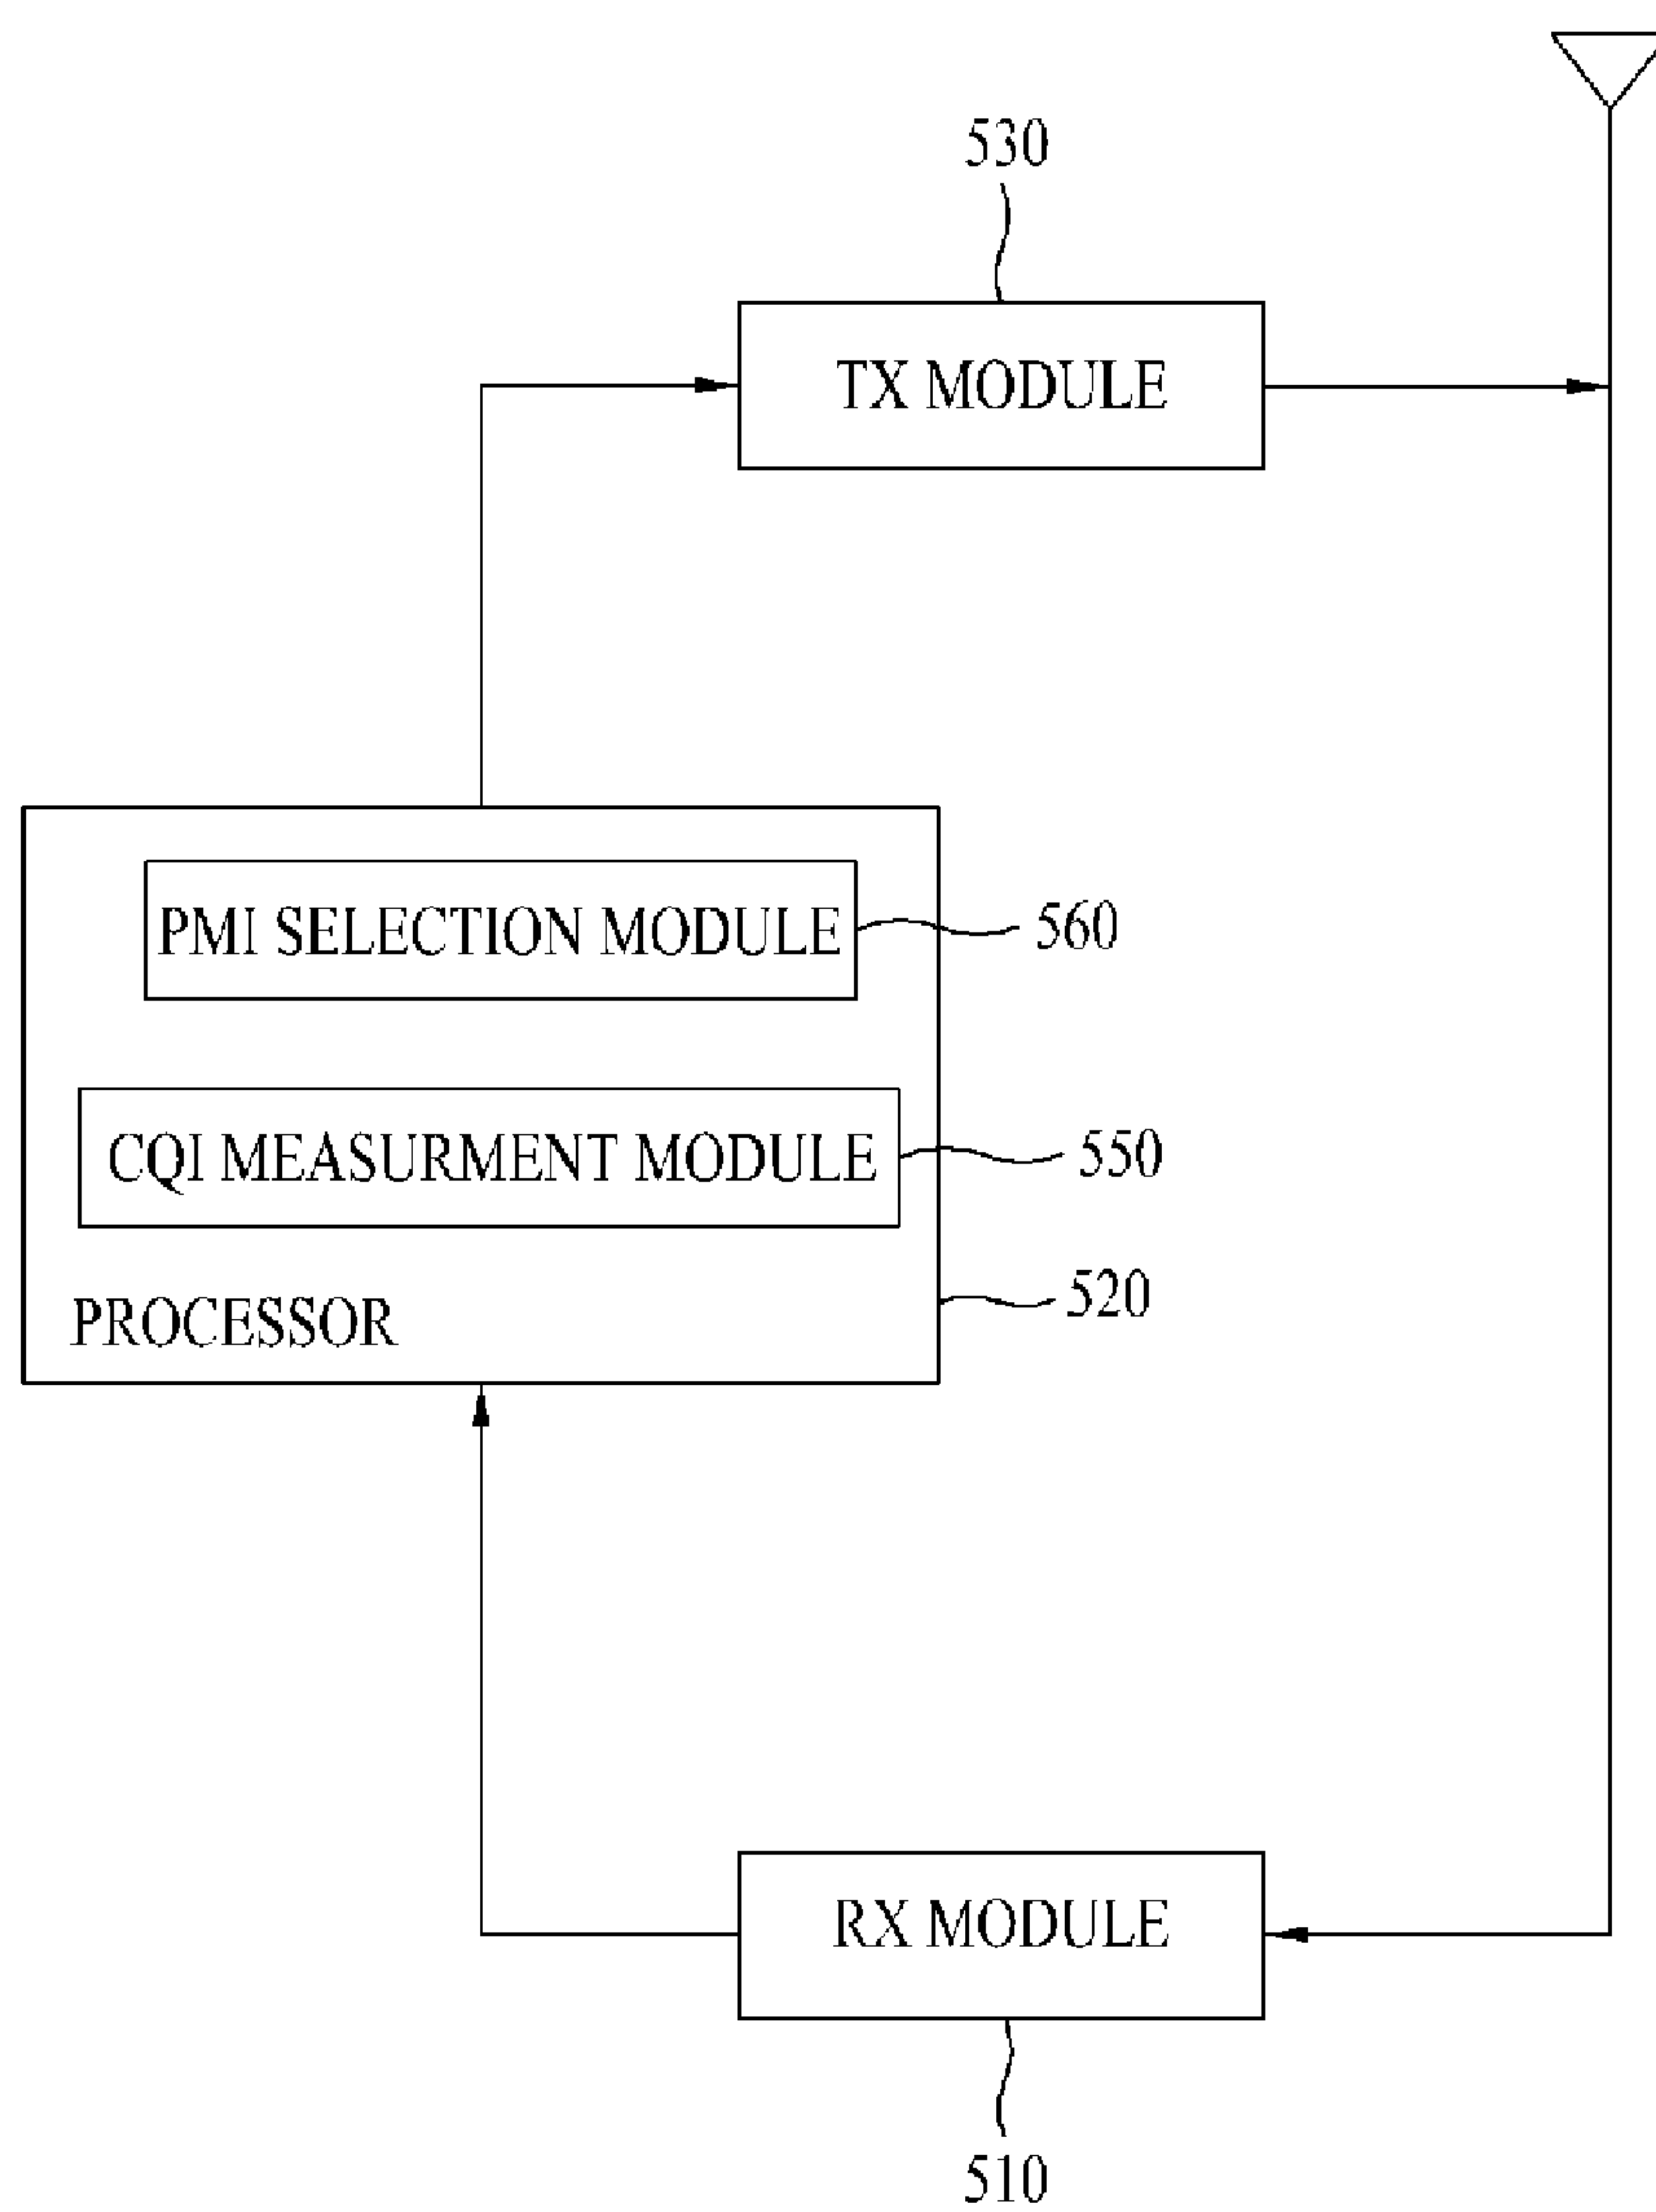 530
TX MODULE
PMI SELECTION MODULE
560
CQI MEASURMENT MODULE
550
520
PROCESSOR
RX MODULE
510